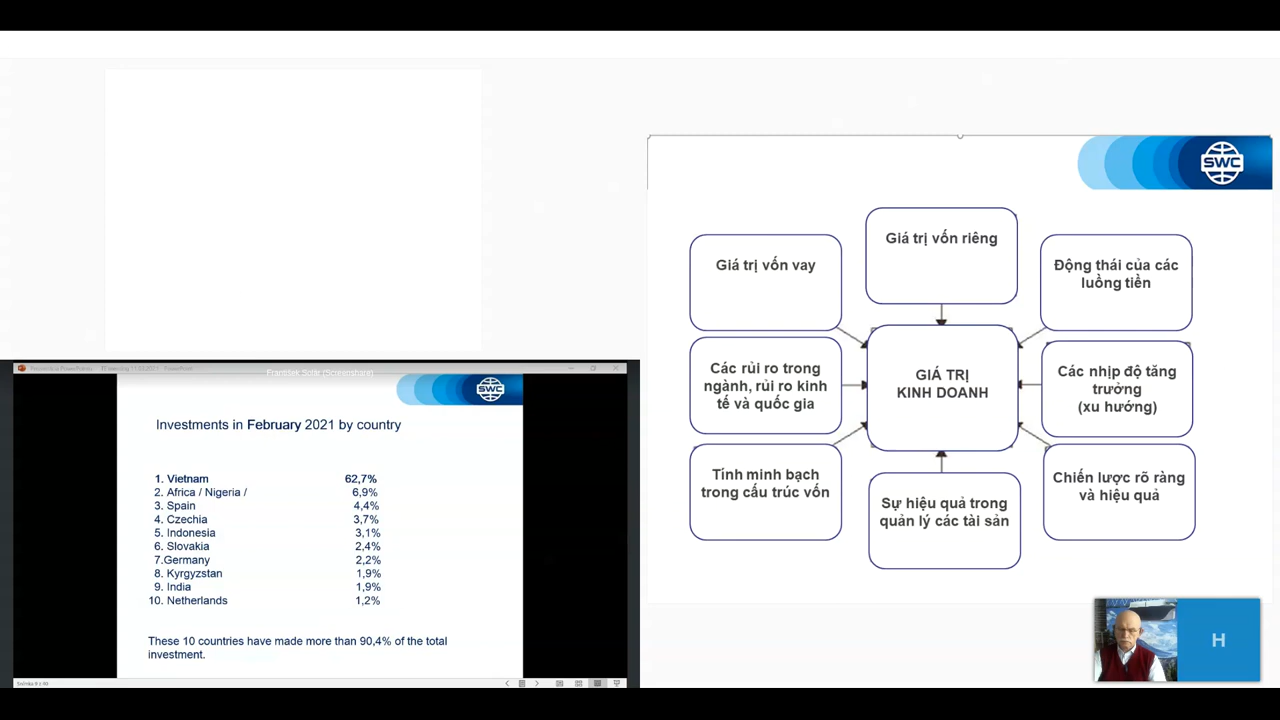 SWC
Giá trị vốn riêng
Giá trị vốn vay
Động thái của các
luồng tiền
Các rủi ro trong
ngành, rủi ro kinh
tế và quốc gia
GIÁ TRỊ
KINH DOANH
Các nhịp độ tăng
trưởng
(xu hướng)
Tính minh bạch
trong cấu trúc vốn
Sự hiệu quả trong
quản lý các tài sản
Chiến lược rõ ràng
và hiệu quả
František Solár (Screenshare)
SWC
Investments in February 2021 by country
1. Vietnam 62,7%
2. Africa / Nigeria / 6,9%
3. Spain 4,4%
4. Czechia 3,7%
5. Indonesia 3,1%
6. Slovakia 2,4%
7.Germany 2,2%
8. Kyrgyzstan 1,9%
9. India 1,9%
10. Netherlands 1,2%
These 10 countries have made more than 90,4% of the total
investment.
H